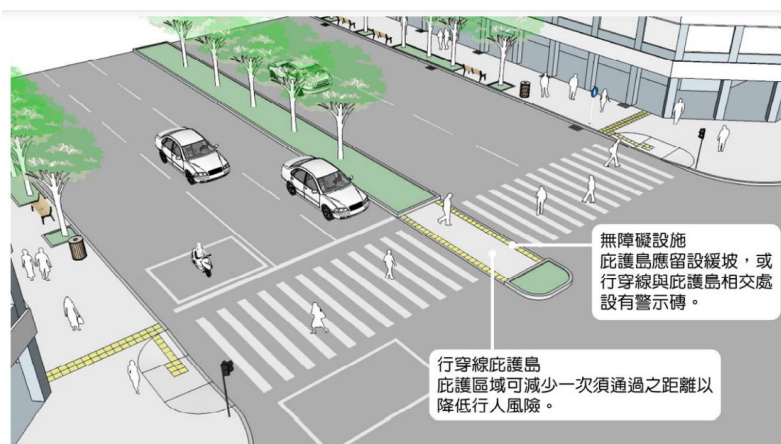 無障礙設施
庇護島應留設緩坡，或
行穿線與庇護島相交處
設有警示磚。
行穿線庇護島
庇護區域可減少一次須通過之距離以
降低行人風險。